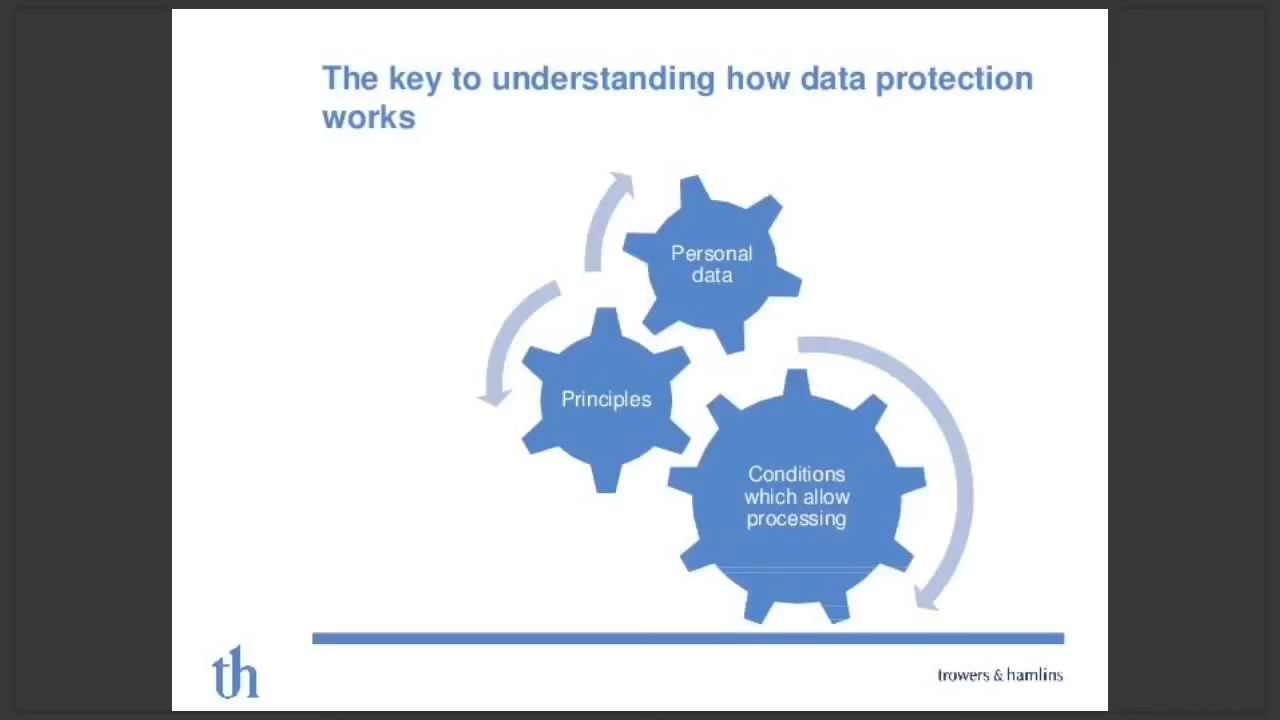 The key to understanding how data protection
works
Personal
data
Principles
Conditions
which allow
processing
th
trowers & hamlins